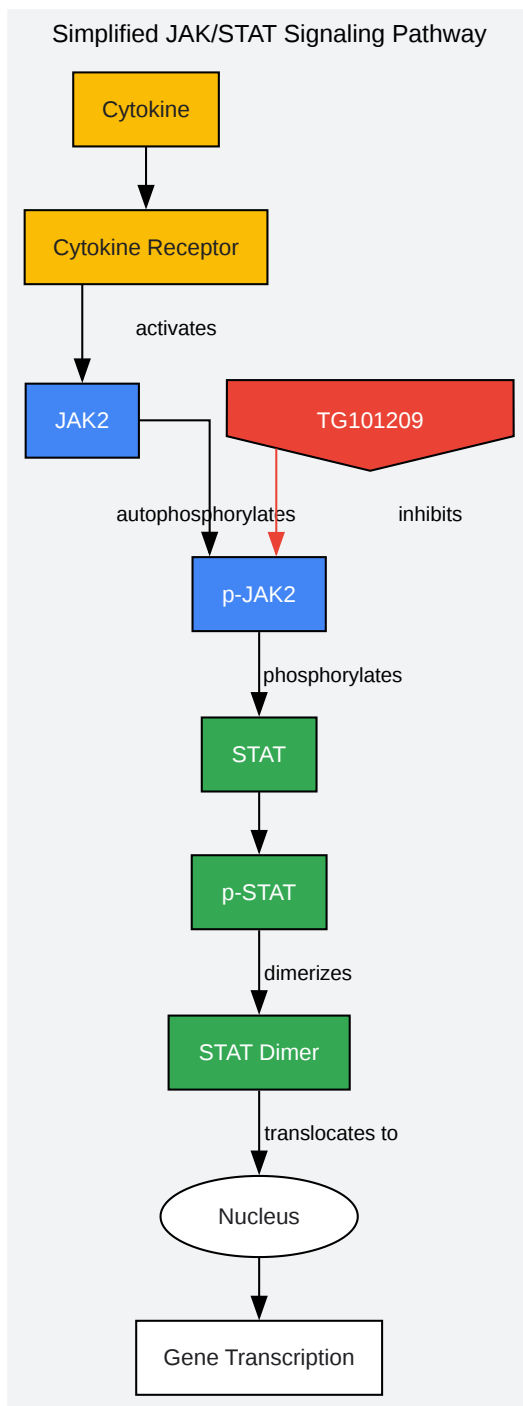 Simplified JAK/STAT Signaling Pathway
Cytokine
Cytokine Receptor
activates
JAK2
TG101209
autophosphorylates
inhibits
p-JAK2
phosphorylates
STAT
p-STAT
dimerizes
STAT Dimer
translocates to
Nucleus
Gene Transcription